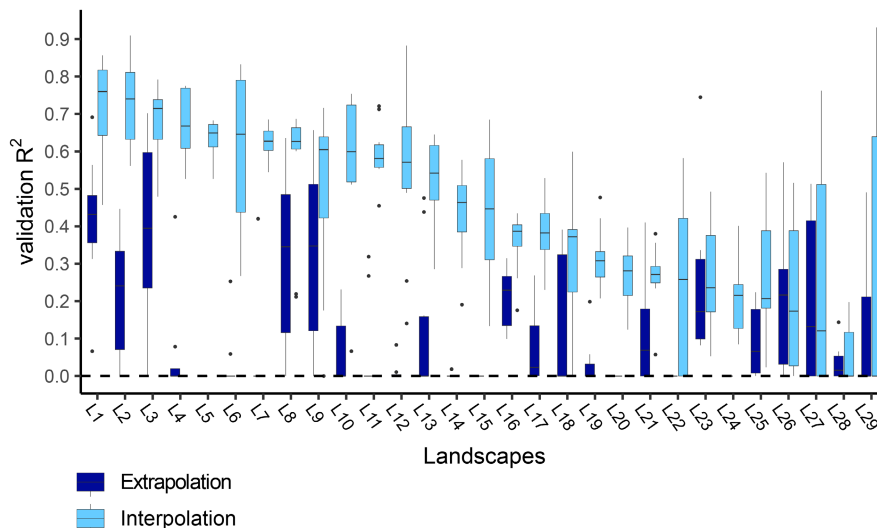 validation R²
0.9
0.8
0.7
0.6
0.5
0.4
0.3
0.2
0.1
0.0
L1 L2 L3 L4 L5 L6 L7 L8 L9 L10 L11 L12 L13 L14 L15 L16 L17 L18 L19 L20 L21 L22 L23 L24 L25 L26 L27 L28 L29
Landscapes
Extrapolation
Interpolation